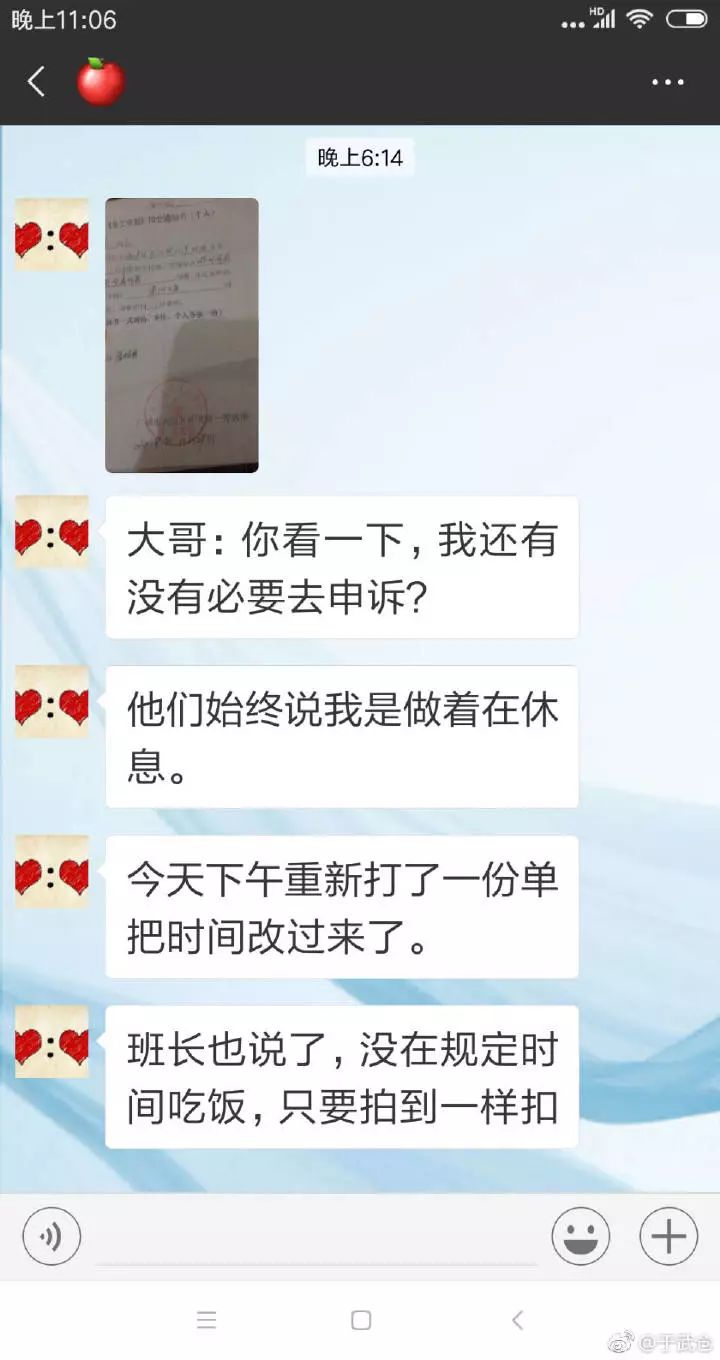 晚上11:06
HD
晚上6:14
大哥：你看一下，我还有
没有必要去申诉？
他们始终说我是做着在休
息。
今天下午重新打了一份单
把时间改过来了。
班长也说了，没在规定时
间吃饭，只要拍到一样扣
@于武仓